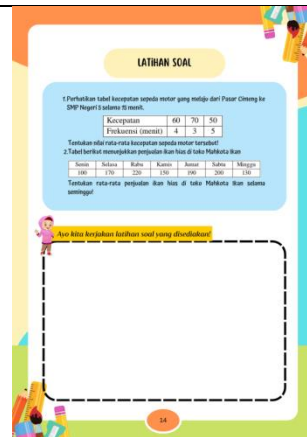 LATIHAN SOAL
1.Perhatikan tabel kecepatan sepeda motor yang melaju dari Pasar Cimeng ke
SMP Negeri 3 selama 15 menit.
Kecepatan 60 70 50
Frekuensi (menit) 4 3 5
Tentukan nilai rata-rata kecepatan sepeda motor tersebut!
2.Tabel berikut menunjukkan penjualan ikan hias di toko Mahkota Ikan
Senin Selasa Rabu Kamis Jumat Sabtu Minggu
100 170 220 150 190 200 130
Tentukan rata-rata penjualan ikan hias di toko Mahkota Ikan selama
seminggu!
Ayo kita kerjakan latihan soal yang disediakan!
14